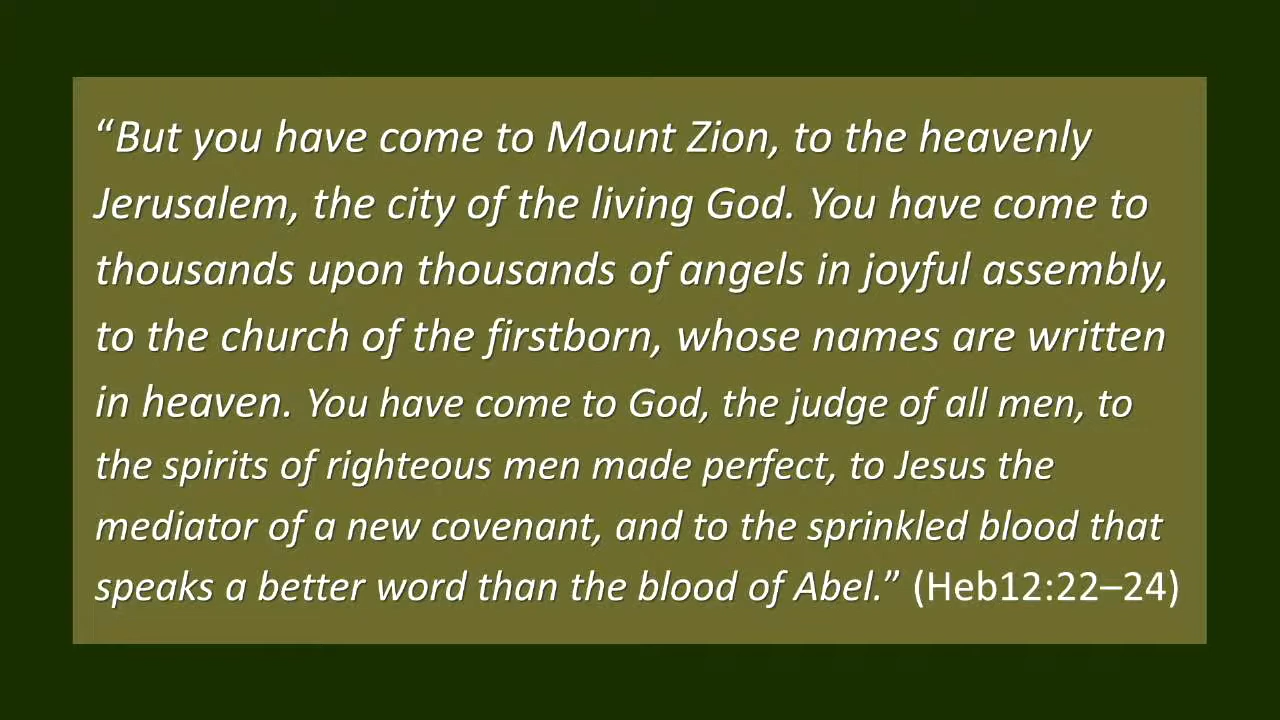 “But you have come to Mount Zion, to the heavenly
Jerusalem, the city of the living God. You have come to
thousands upon thousands of angels in joyful assembly,
to the church of the firstborn, whose names are written
in heaven. You have come to God, the judge of all men, to
the spirits of righteous men made perfect, to Jesus the
mediator of a new covenant, and to the sprinkled blood that
speaks a better word than the blood of Abel.” (Heb12:22–24)